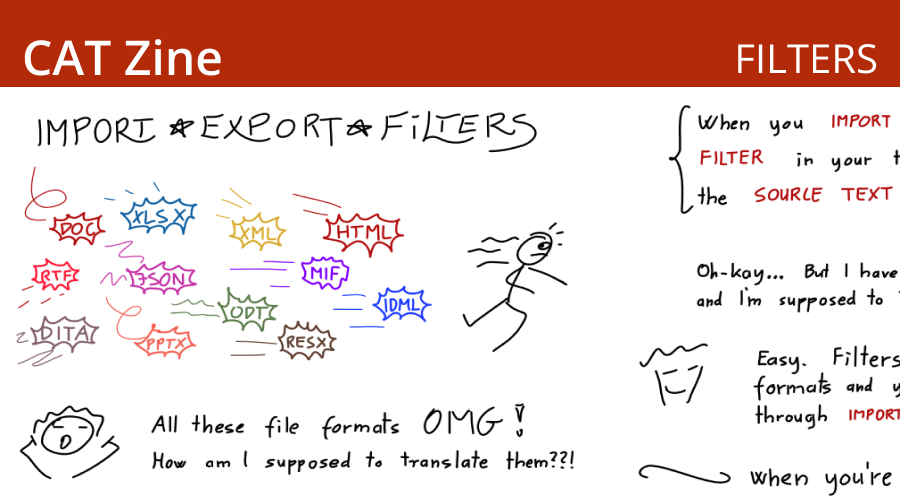 CAT Zine
FILTERS
IMPORT ★ EXPORT ★ FiLTERS
DOC
XLSX
XML
HTML
RTF
JSON
MIF
IDML
DITA
PPTX
ODT
RESX
All these file formats OMG!
How am I supposed to translate them??!
When you IMPORT
FILTER in your t
the SOURCE TEXT
Oh-kay... But I have
and I'm supposed to
Easy. Filters
formats and y
through IMPORT
When you're